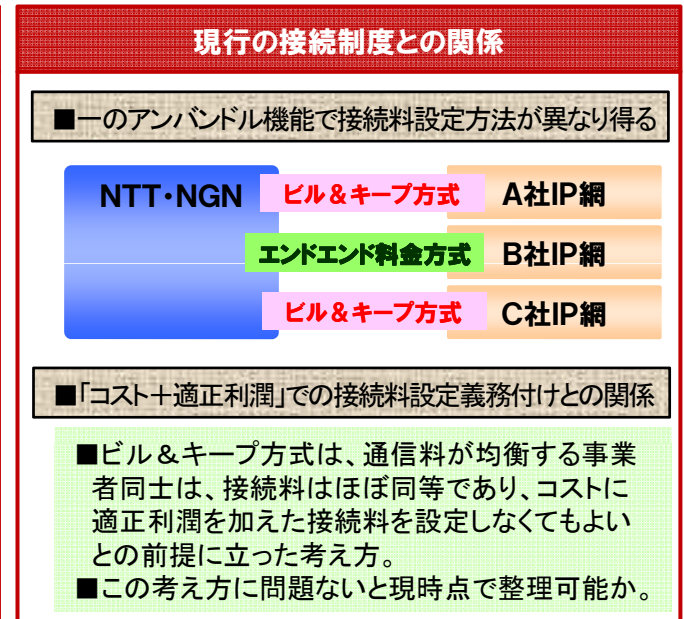 現行の接続制度との関係
■一のアンバンドル機能で接続料設定方法が異なり得る
NTT・NGN ビル&キープ方式 A社IP網
エンドエンド料金方式 B社IP網
ビル&キープ方式 C社IP網
■「コスト+適正利潤」での接続料設定義務付けとの関係
■ビル&キープ方式は、通信料が均衡する事業
者同士は、接続料はほぼ同等であり、コストに
適正利潤を加えた接続料を設定しなくてもよい
との前提に立った考え方。
■この考え方に問題ないと現時点で整理可能か。